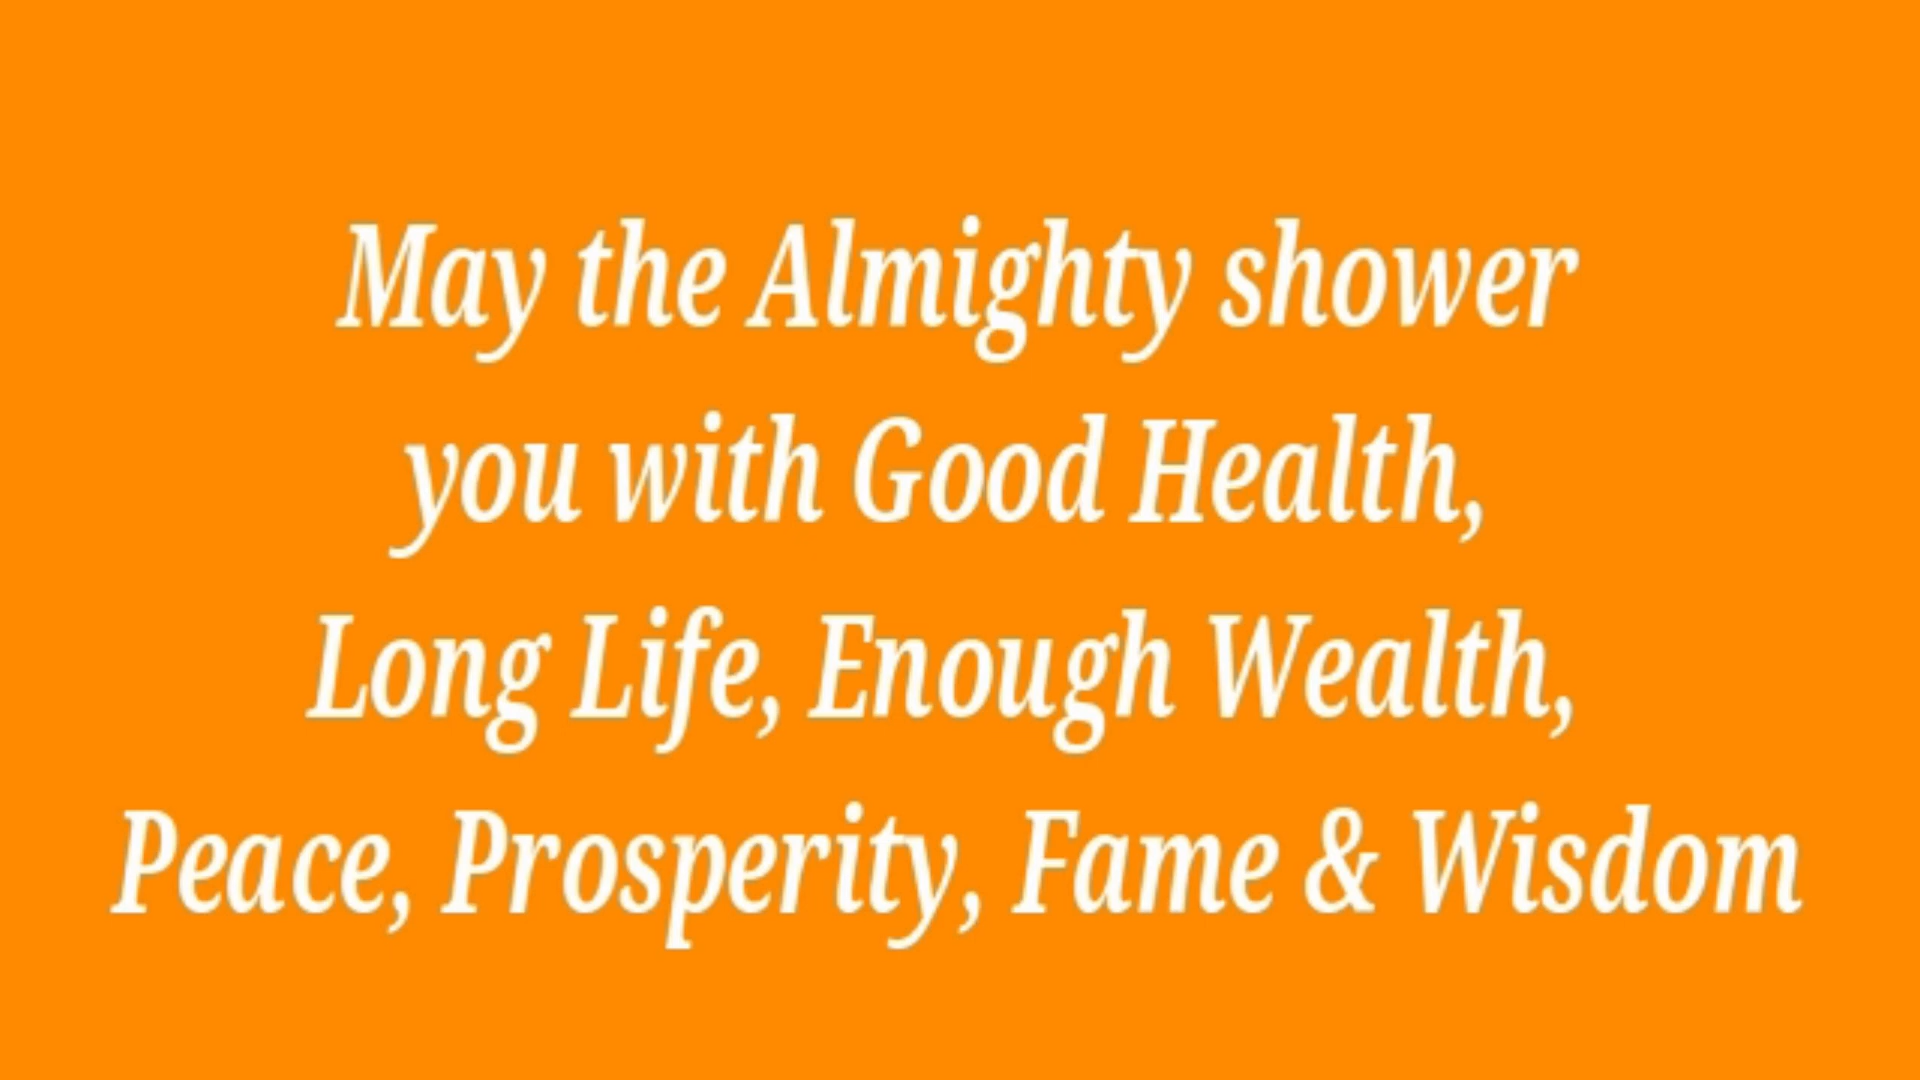 May the Almighty shower
you with Good Health,
Long Life, Enough Wealth,
Peace, Prosperity, Fame & Wisdom